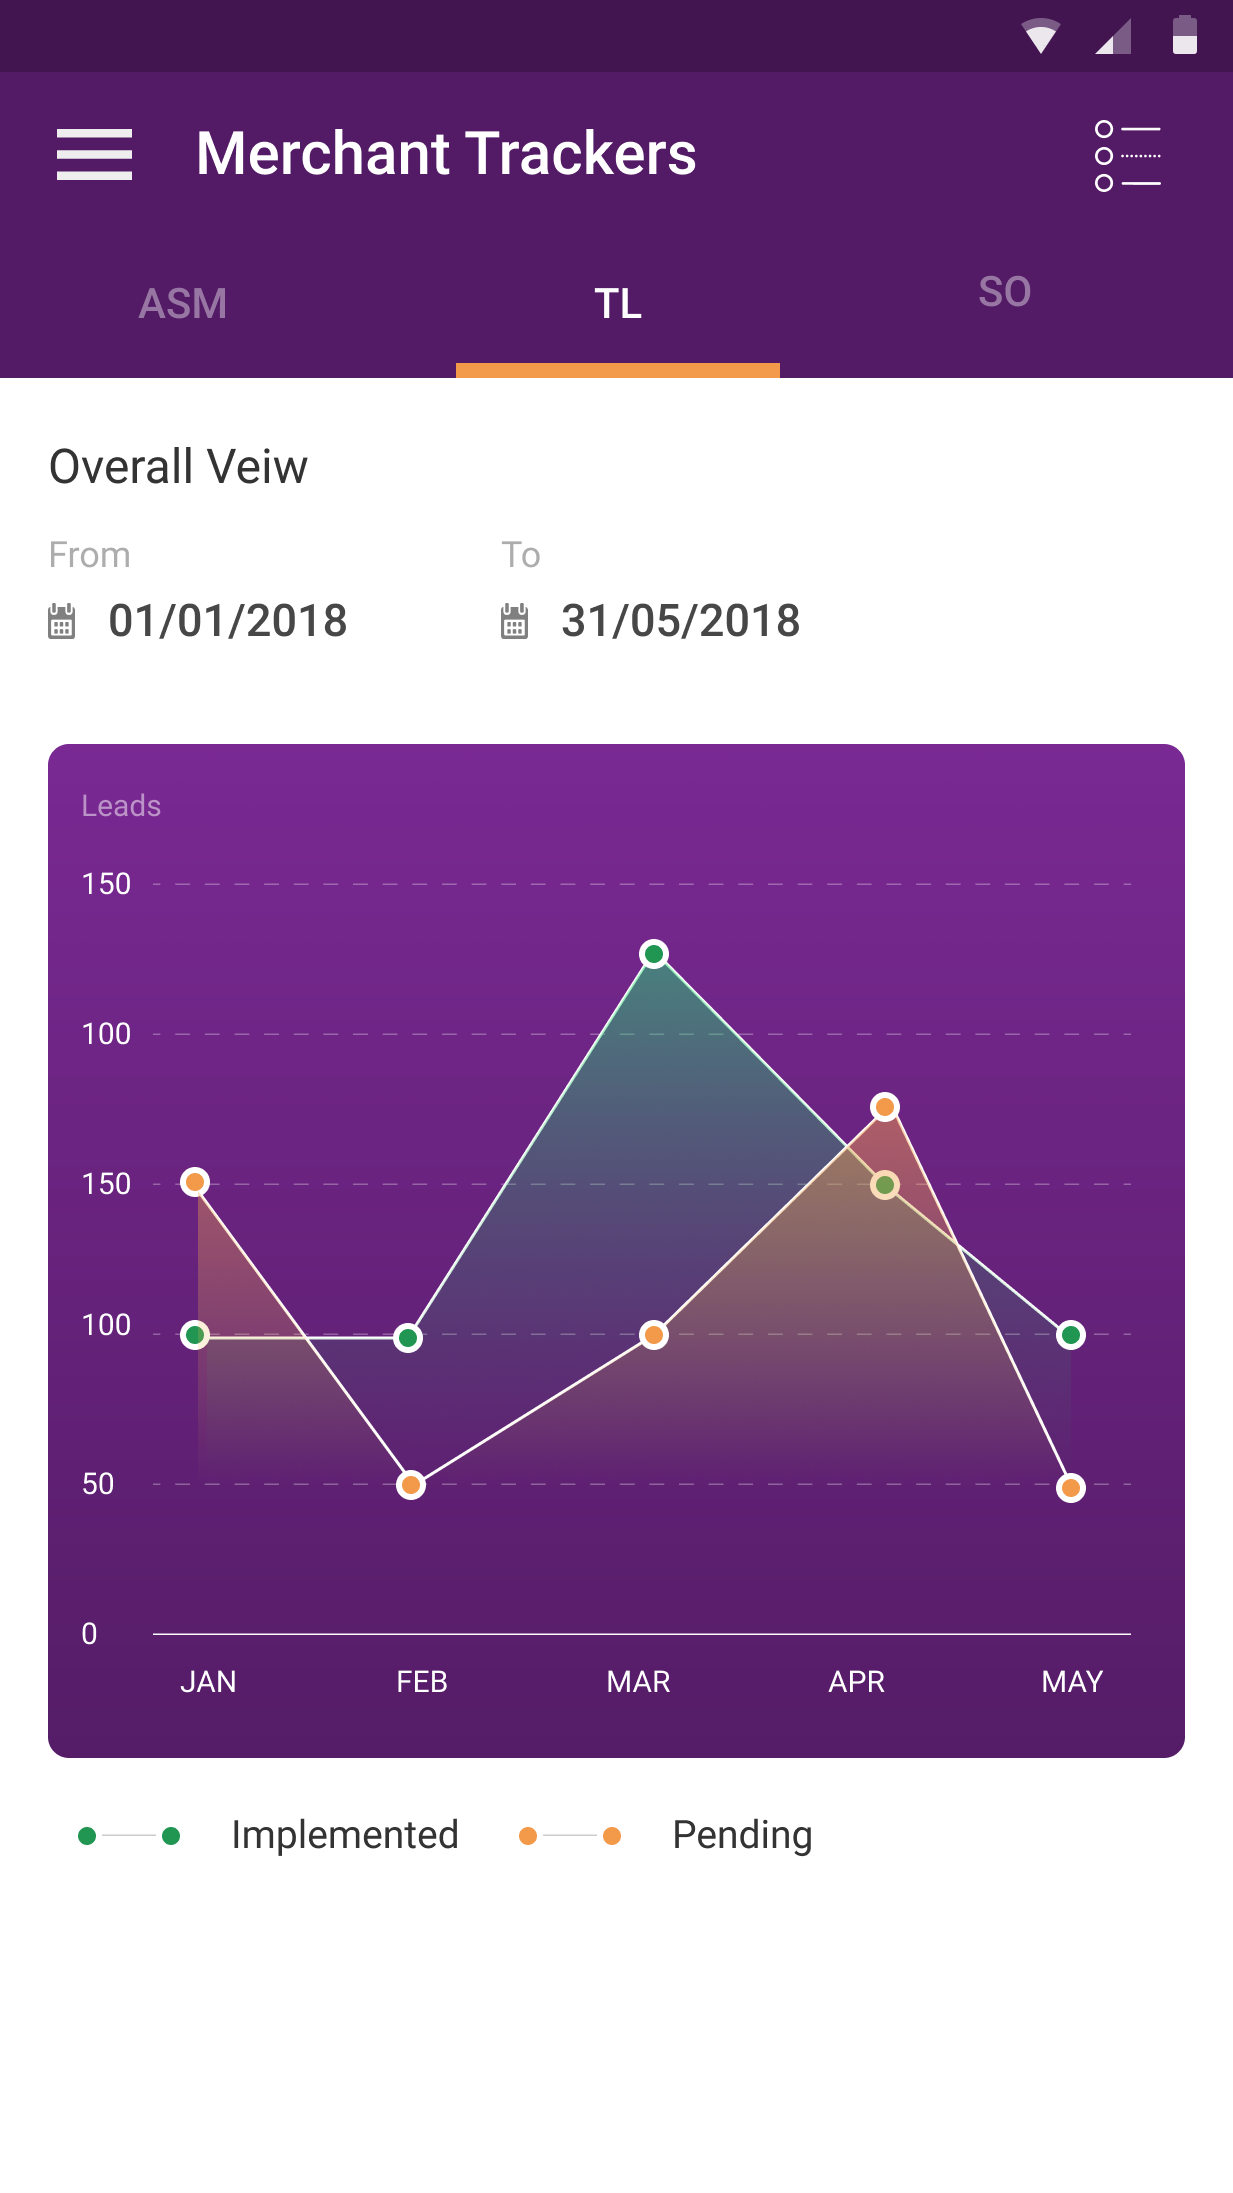 Merchant Trackers
ASM TL SO
Overall Veiw
From To
01/01/2018 31/05/2018
Leads
150
100
150
100
50
0
JAN FEB MAR APR MAY
Implemented Pending